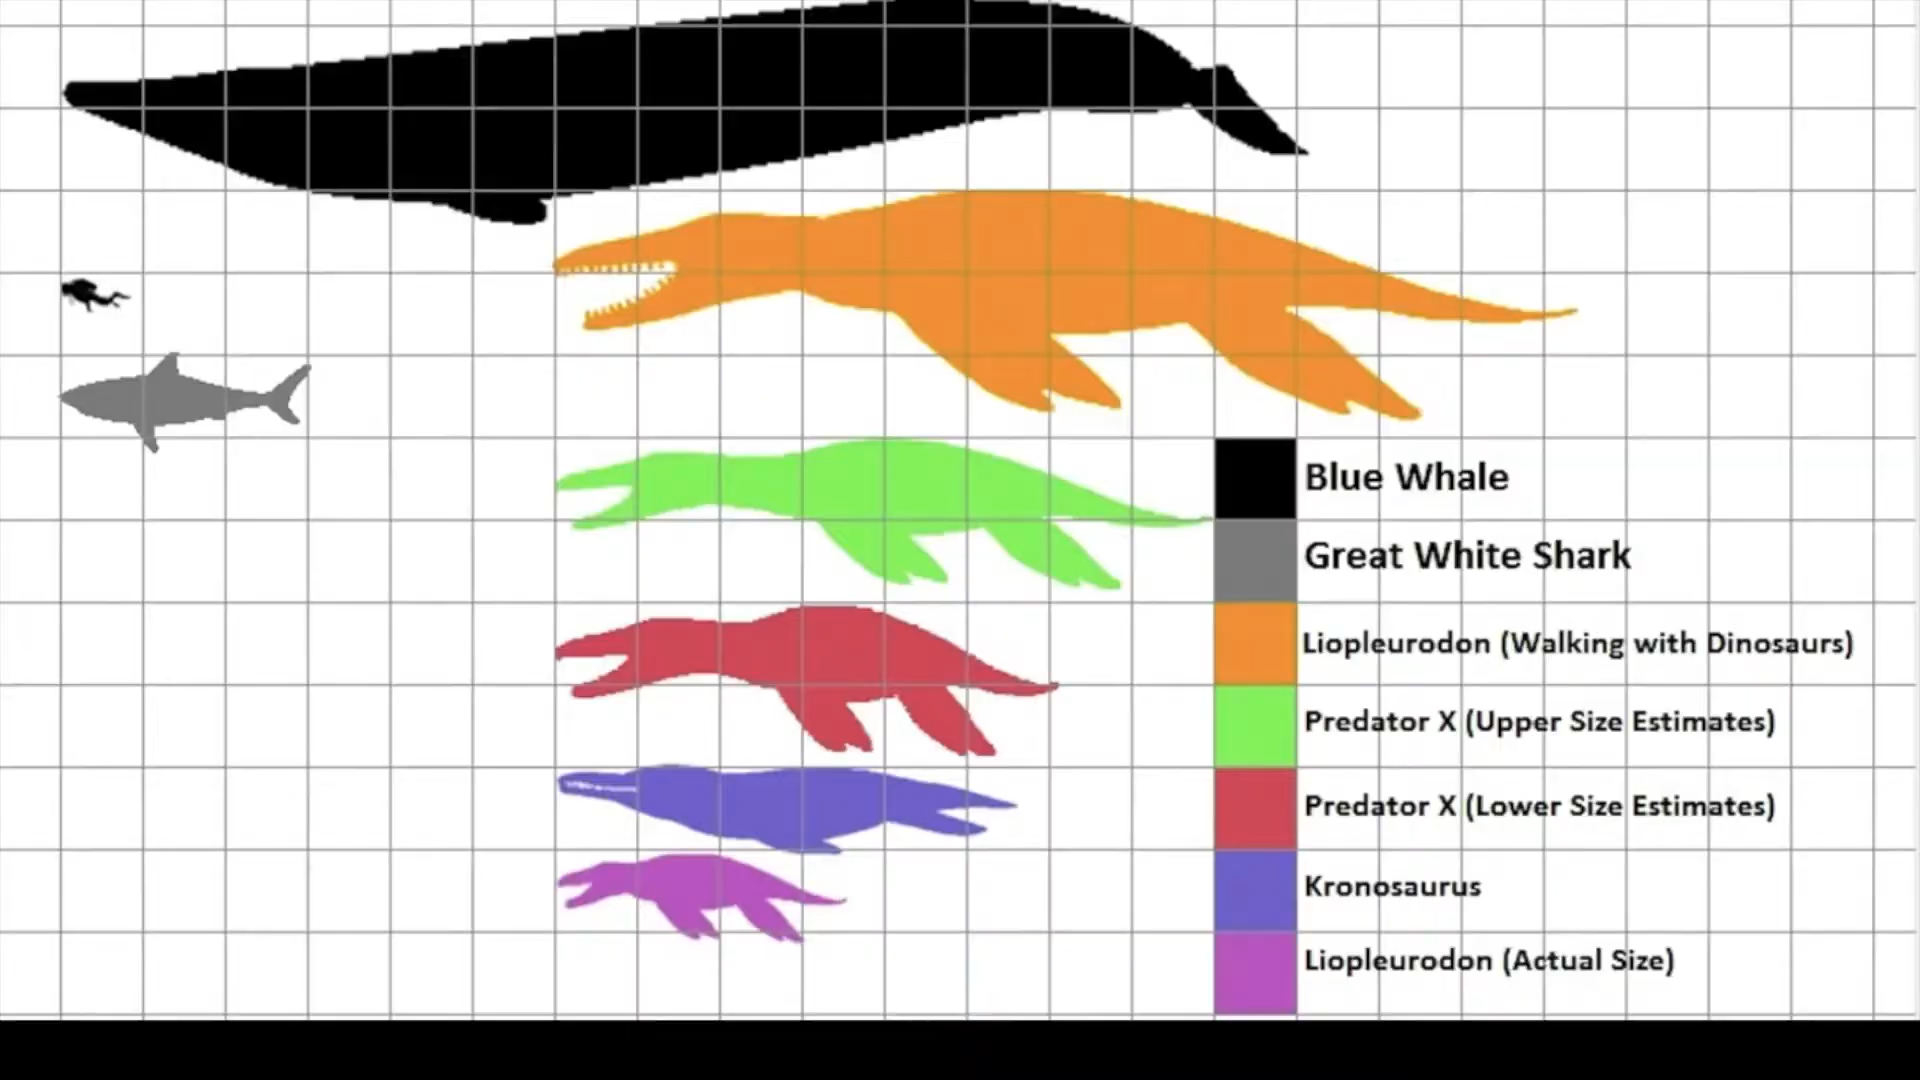 Blue Whale
Great White Shark
Liopleurodon (Walking with Dinosaurs)
Predator X (Upper Size Estimates)
Predator X (Lower Size Estimates)
Kronosaurus
Liopleurodon (Actual Size)